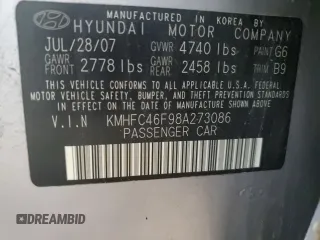 MANUFACTURED IN KOREA BY
HYUNDAI MOTOR COMPANY
JUL/28/07 GVWR 4740 lbs PAINT G6
GAWR FRONT 2778 lbs GAWR REAR 2458 lbs TRIM B9
THIS VEHICLE CONFORMS TO ALL APPLICABLE U.S.A. FEDERAL
MOTOR VEHICLE SAFETY, BUMPER, AND THEFT PREVENTION
STANDARDS IN EFFECT ON THE DATE OF MANUFACTURE
SHOWN ABOVE.
V.I.N KMHFC46F98A273086
PASSENGER CAR
DREAMBID